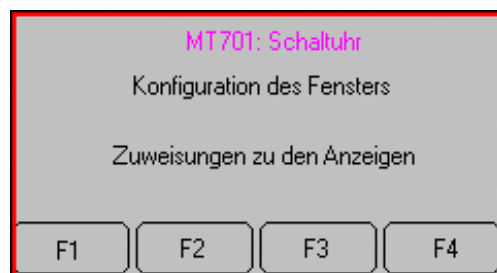 MT701: Schaltuhr
Konfiguration des Fensters
Zuweisungen zu den Anzeigen
F1 F2 F3 F4